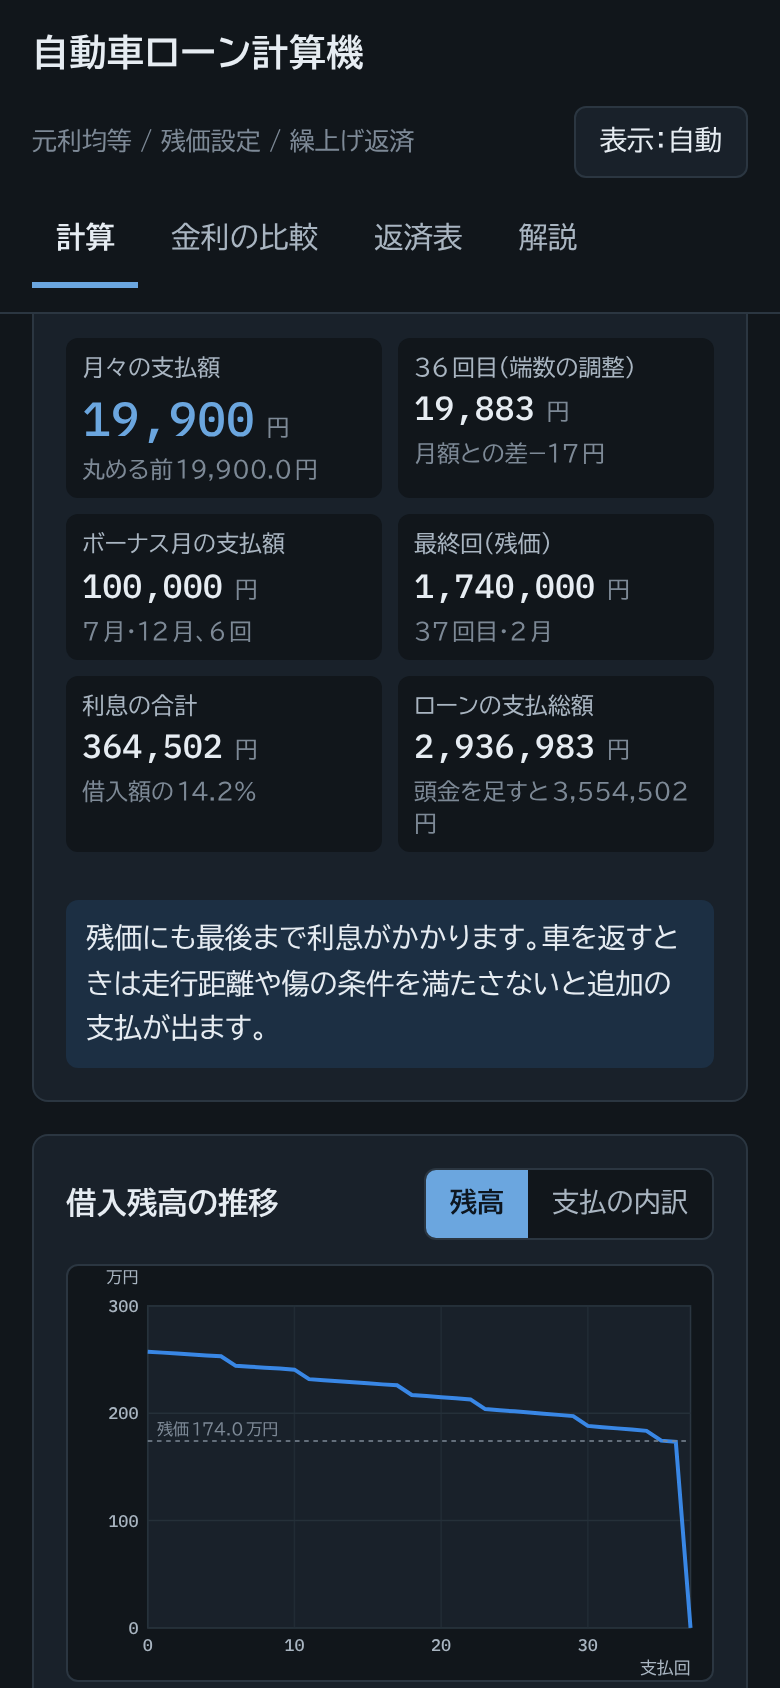 自動車ローン計算機
元利均等 / 残価設定 / 繰上げ返済
表示：自動
計算
金利の比較
返済表
解説
月々の支払額
19,900 円
丸める前19,900.0円
36回目（端数の調整）
19,883 円
月額との差−17円
ボーナス月の支払額
100,000 円
7月・12月、6回
最終回（残価）
1,740,000 円
37回目・2月
利息の合計
364,502 円
借入額の14.2%
ローンの支払総額
2,936,983 円
頭金を足すと3,554,502
円
残価にも最後まで利息がかかります。車を返すと
きは走行距離や傷の条件を満たさないと追加の
支払が出ます。
借入残高の推移
残高
支払の内訳
万円
300
200
残価174.0万円
100
0
0
10
20
30
支払回